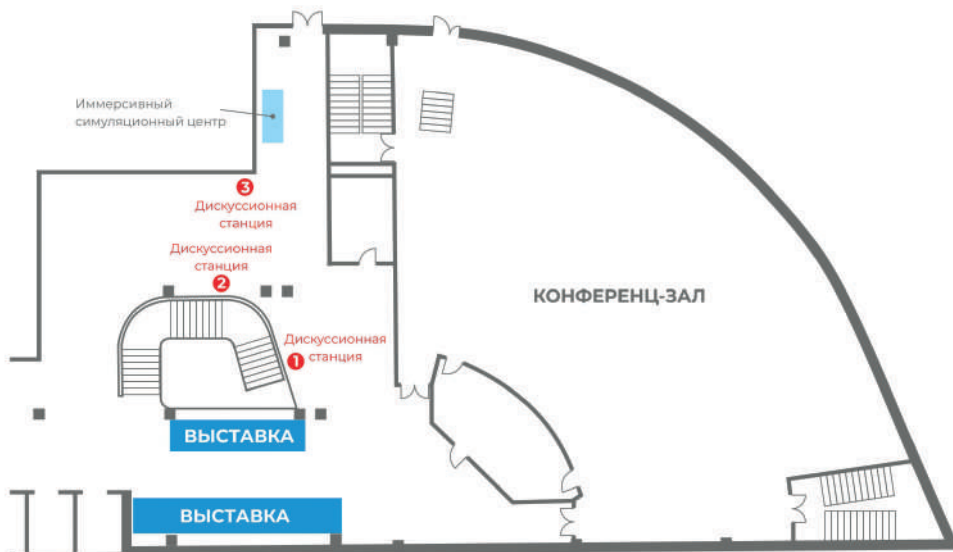 Иммерсивный
симуляционный центр
3
Дискуссионная
станция
Дискуссионная
станция
2
КОНФЕРЕНЦ-ЗАЛ
Дискуссионная
1 станция
ВЫСТАВКА
ВЫСТАВКА